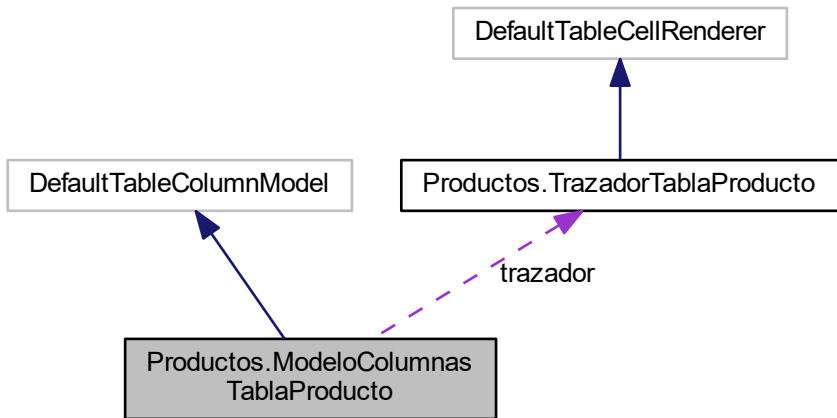 DefaultTableCellRenderer
DefaultTableColumnModel
Productos.TrazadorTablaProducto
trazador
Productos.ModeloColumnas
TablaProducto